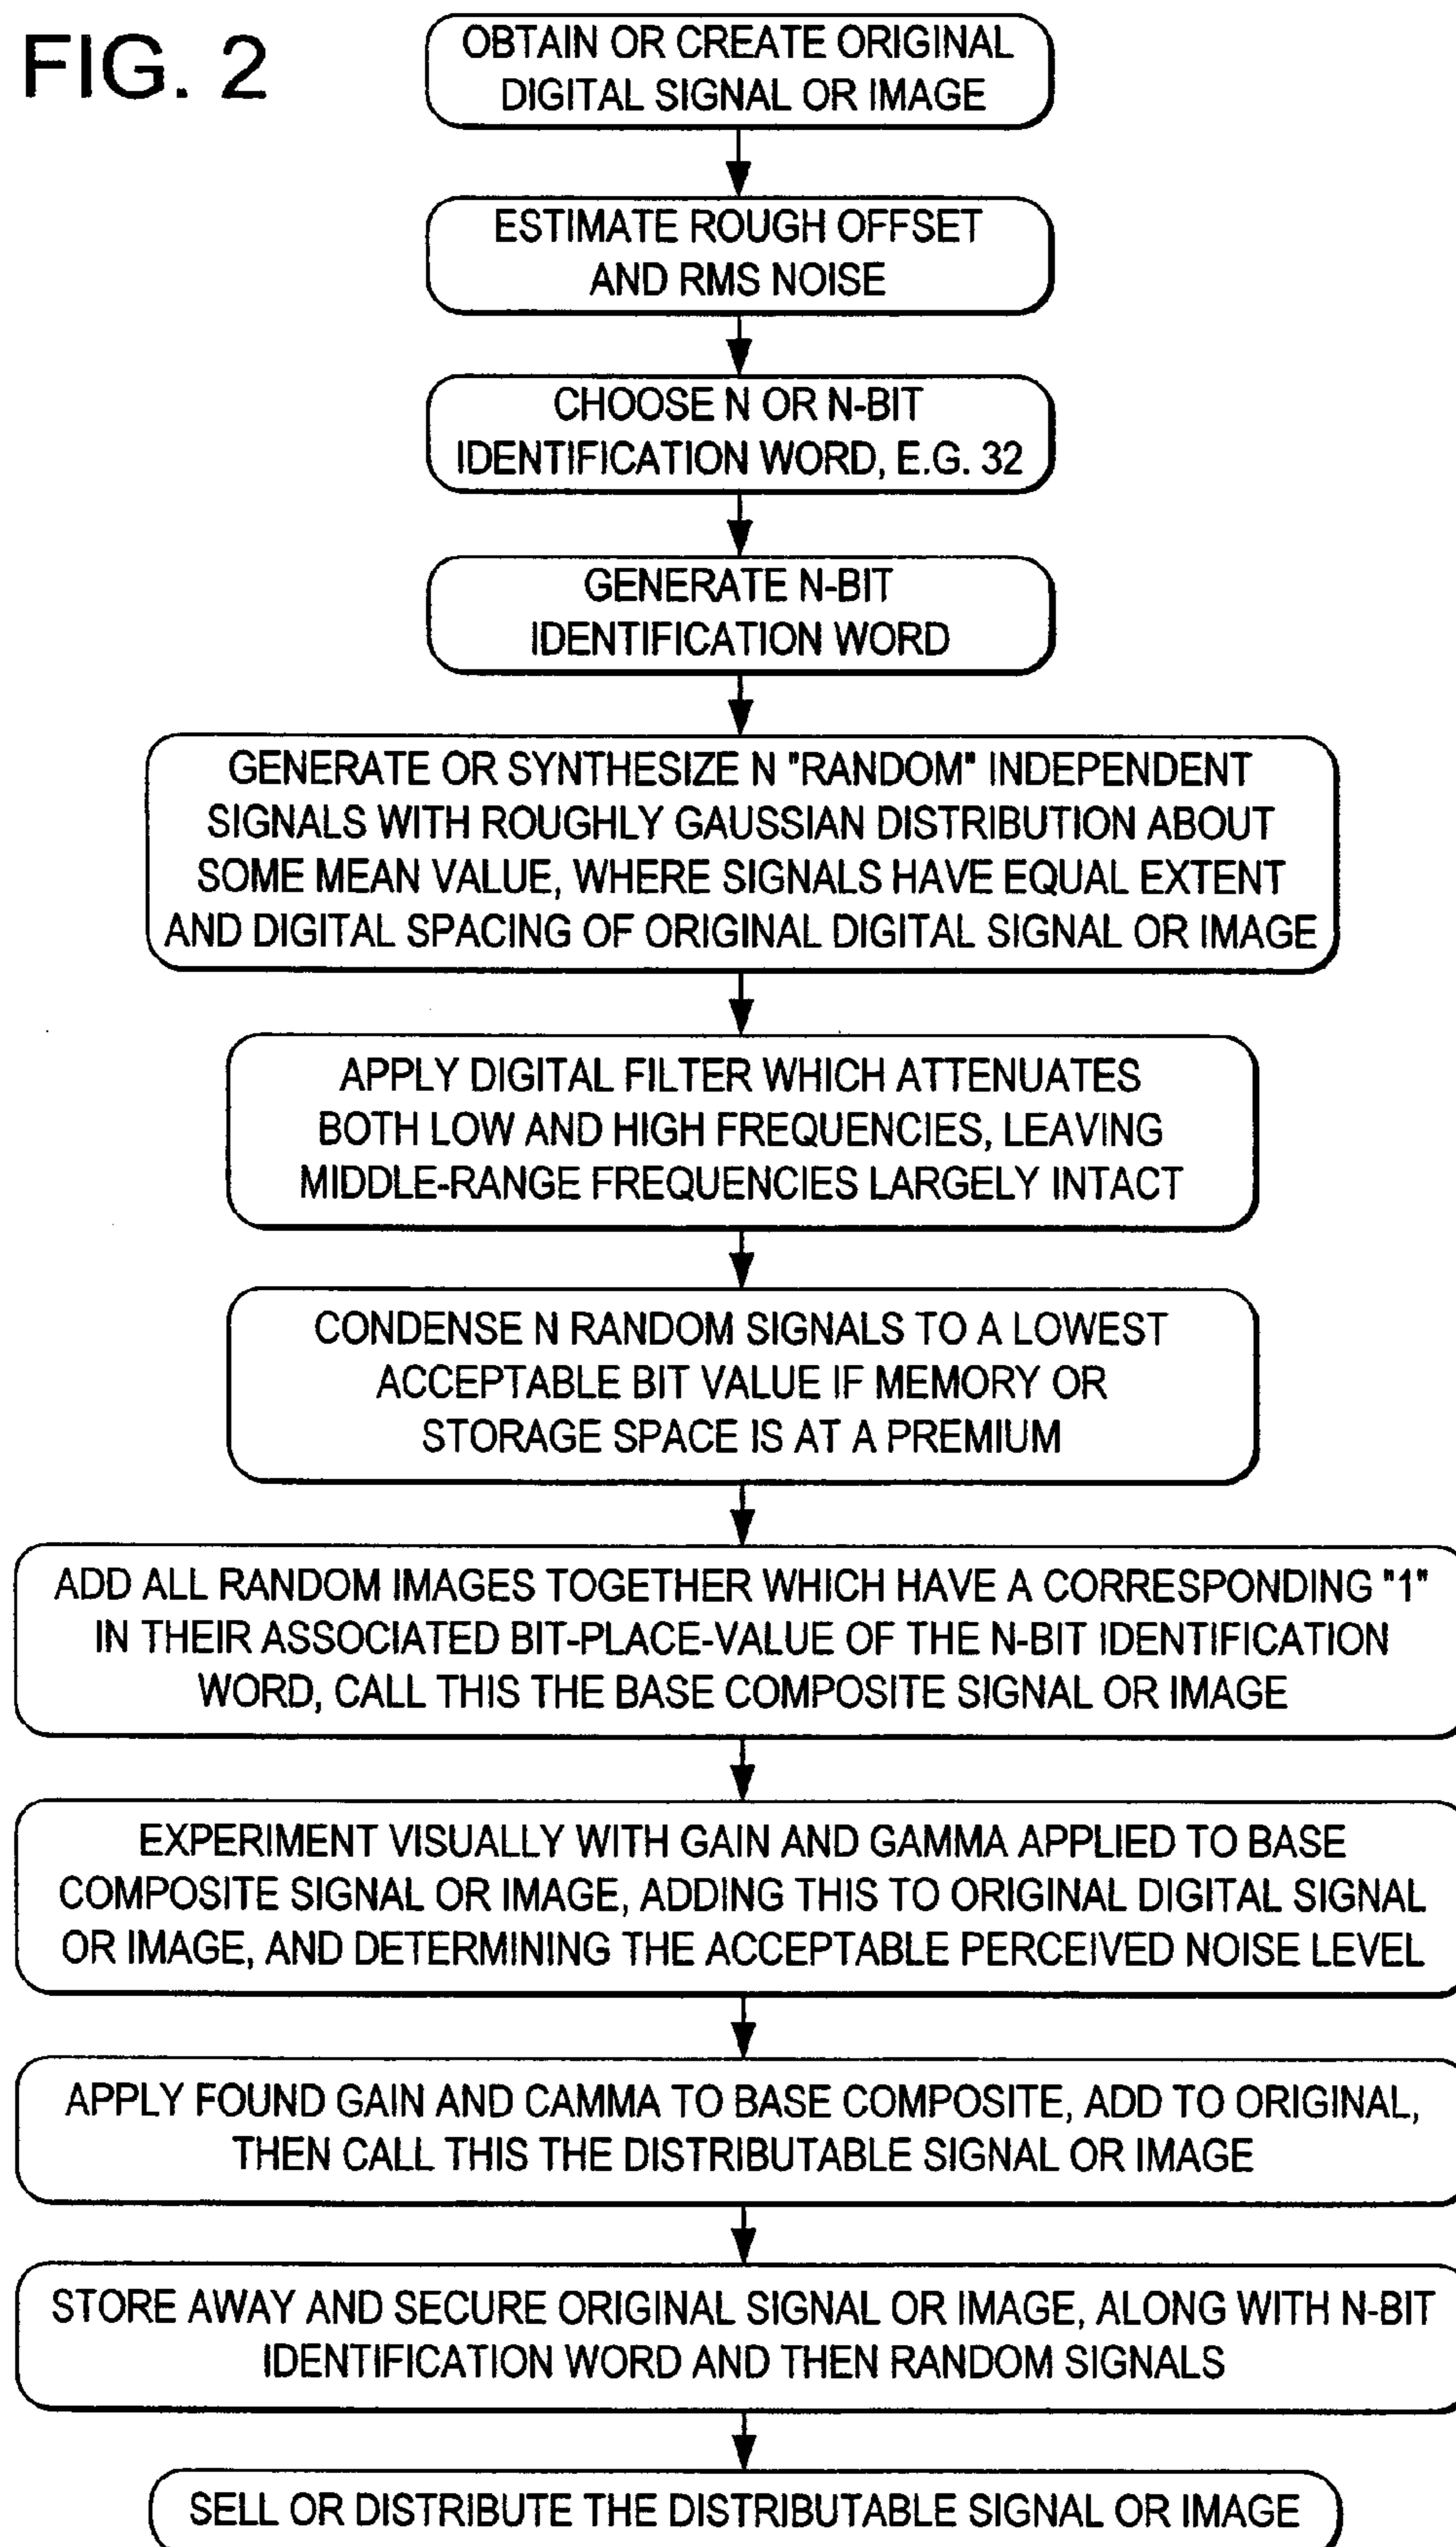 FIG. 2
OBTAIN OR CREATE ORIGINAL
DIGITAL SIGNAL OR IMAGE
ESTIMATE ROUGH OFFSET
AND RMS NOISE
CHOOSE N OR N-BIT
IDENTIFICATION WORD, E.G. 32
GENERATE N-BIT
IDENTIFICATION WORD
GENERATE OR SYNTHESIZE N "RANDOM" INDEPENDENT
SIGNALS WITH ROUGHLY GAUSSIAN DISTRIBUTION ABOUT
SOME MEAN VALUE, WHERE SIGNALS HAVE EQUAL EXTENT
AND DIGITAL SPACING OF ORIGINAL DIGITAL SIGNAL OR IMAGE
APPLY DIGITAL FILTER WHICH ATTENUATES
BOTH LOW AND HIGH FREQUENCIES, LEAVING
MIDDLE-RANGE FREQUENCIES LARGELY INTACT
CONDENSE N RANDOM SIGNALS TO A LOWEST
ACCEPTABLE BIT VALUE IF MEMORY OR
STORAGE SPACE IS AT A PREMIUM
ADD ALL RANDOM IMAGES TOGETHER WHICH HAVE A CORRESPONDING "1"
IN THEIR ASSOCIATED BIT-PLACE-VALUE OF THE N-BIT IDENTIFICATION
WORD, CALL THIS THE BASE COMPOSITE SIGNAL OR IMAGE
EXPERIMENT VISUALLY WITH GAIN AND GAMMA APPLIED TO BASE
COMPOSITE SIGNAL OR IMAGE, ADDING THIS TO ORIGINAL DIGITAL SIGNAL
OR IMAGE, AND DETERMINING THE ACCEPTABLE PERCEIVED NOISE LEVEL
APPLY FOUND GAIN AND CAMMA TO BASE COMPOSITE, ADD TO ORIGINAL,
THEN CALL THIS THE DISTRIBUTABLE SIGNAL OR IMAGE
STORE AWAY AND SECURE ORIGINAL SIGNAL OR IMAGE, ALONG WITH N-BIT
IDENTIFICATION WORD AND THEN RANDOM SIGNALS
SELL OR DISTRIBUTE THE DISTRIBUTABLE SIGNAL OR IMAGE